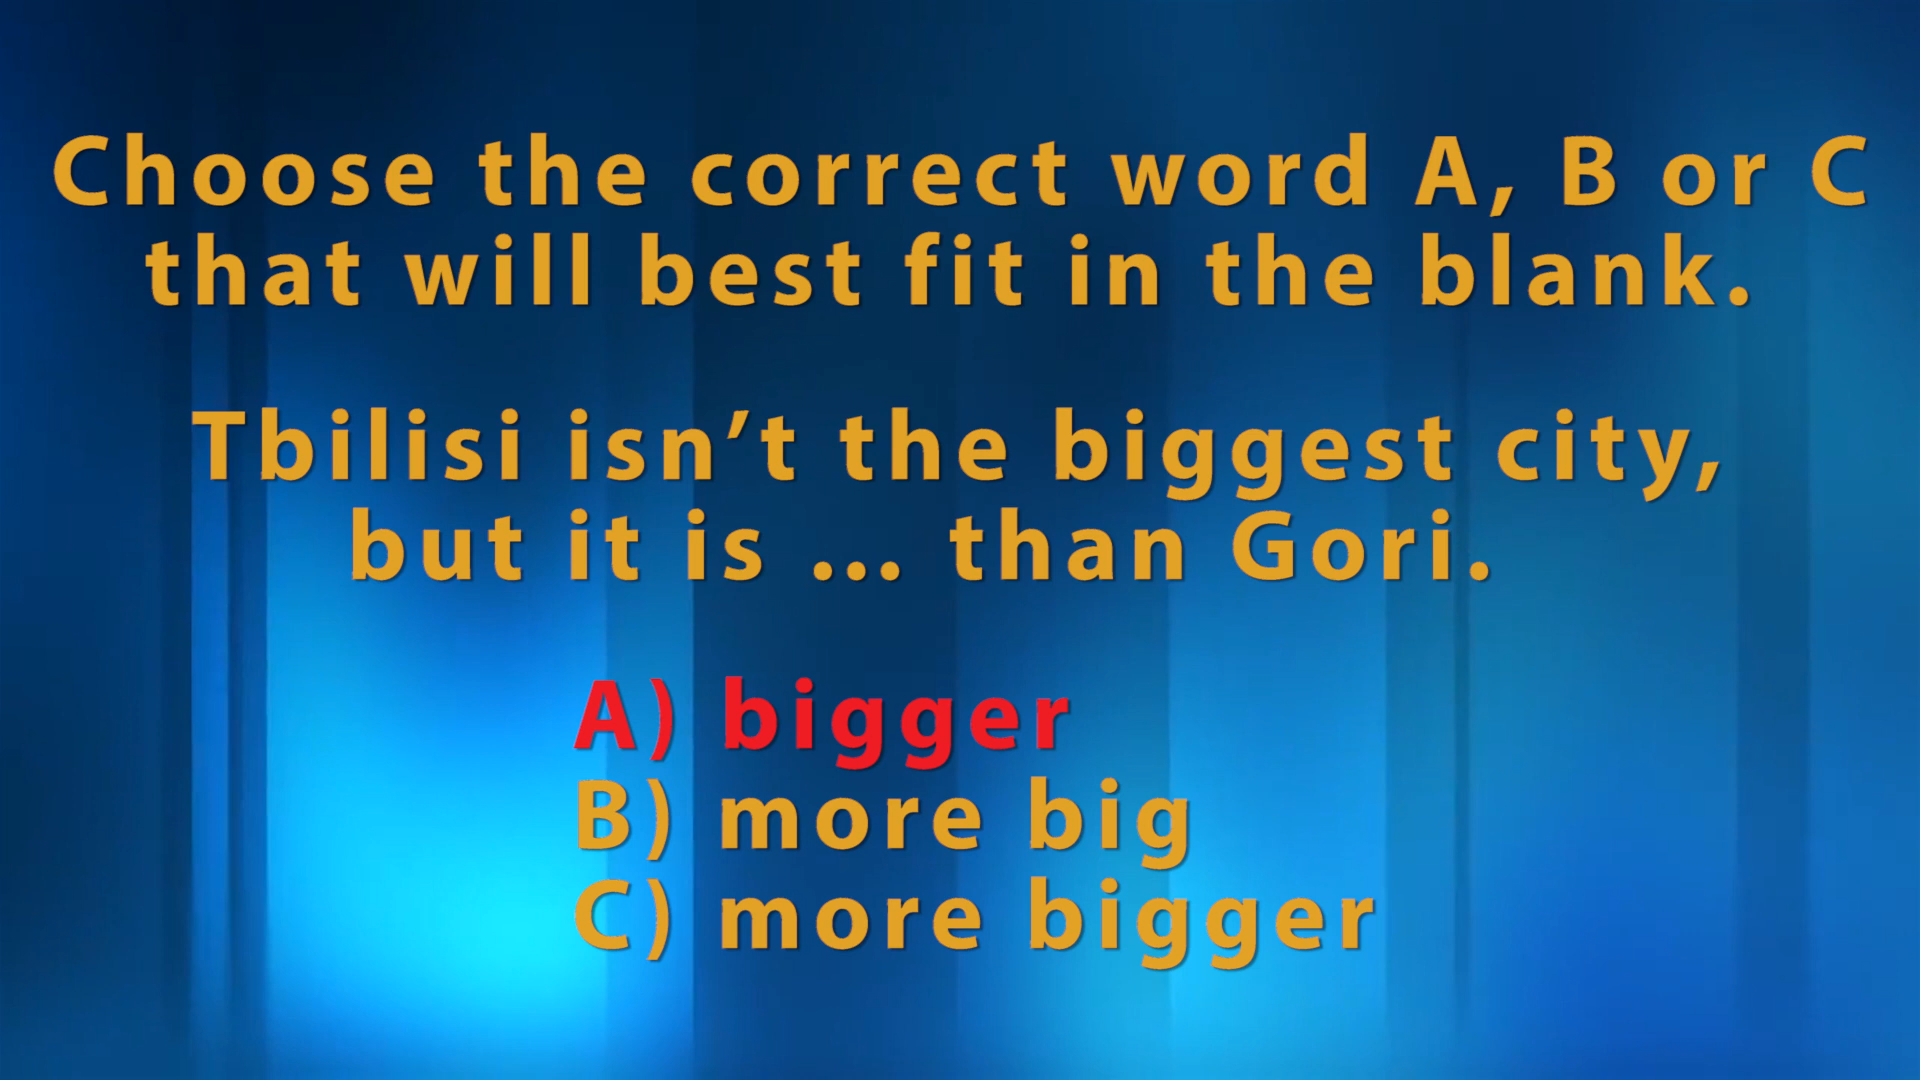 Choose the correct word A, B or C
that will best fit in the blank.
Tbilisi isn’t the biggest city,
but it is ... than Gori.
A) bigger
B) more big
C) more bigger